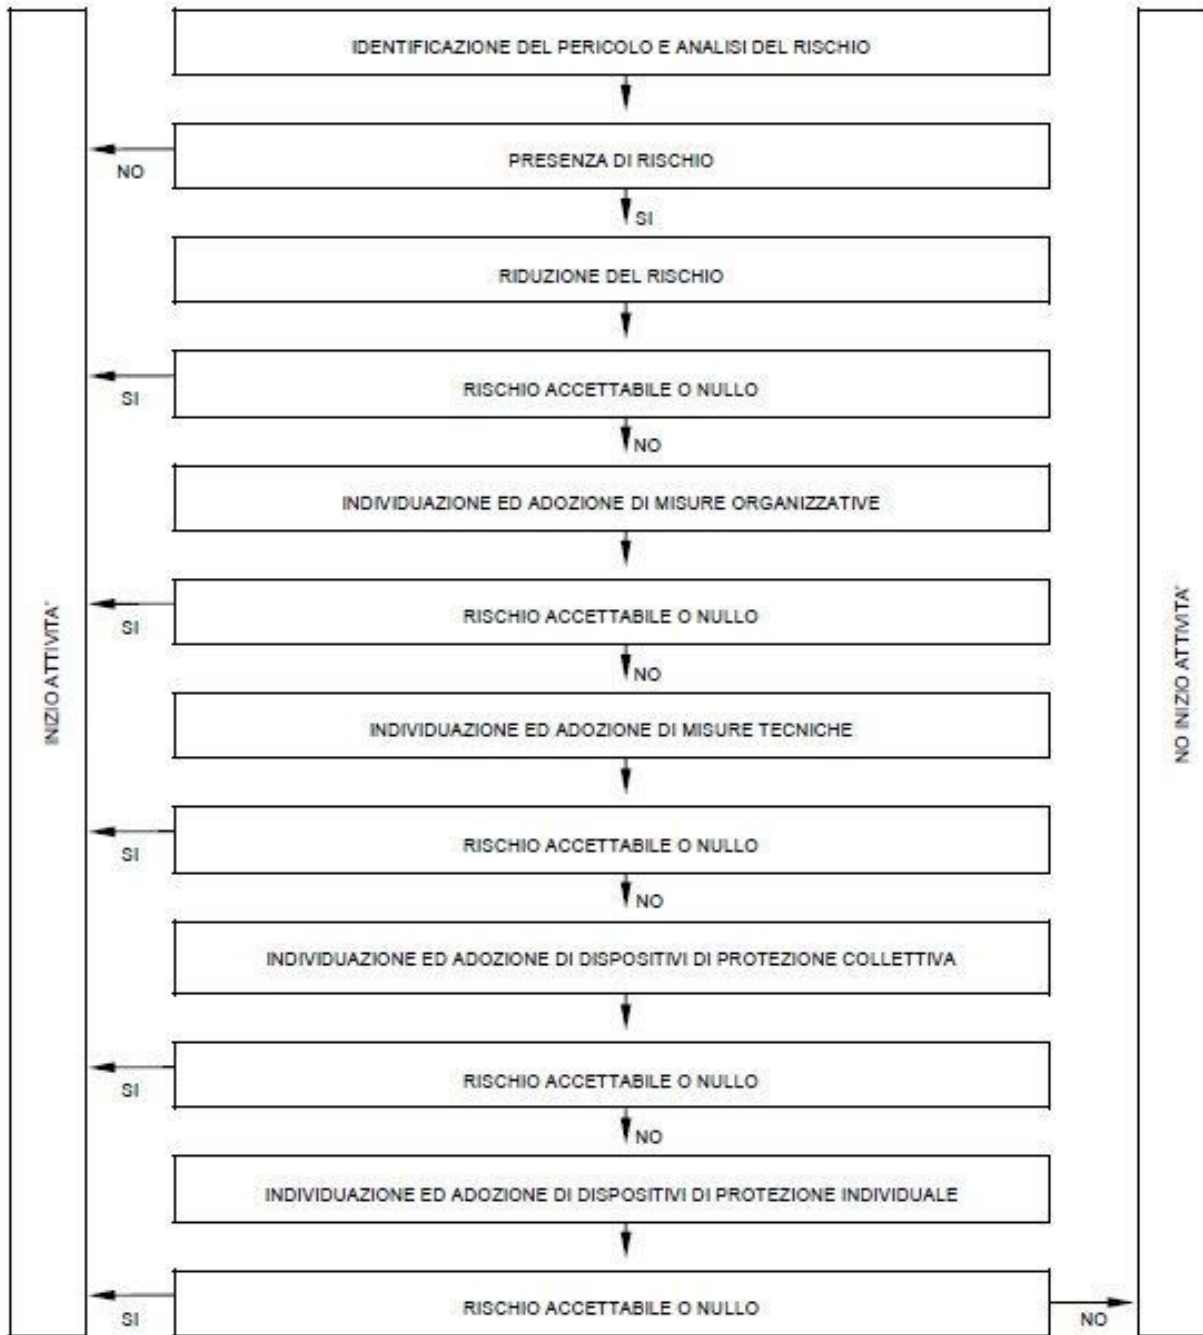 IDENTIFICAZIONE DEL PERICOLO E ANALISI DEL RISCHIO
PRESENZA DI RISCHIO
NO
SI
RIDUZIONE DEL RISCHIO
RISCHIO ACCETTABILE O NULLO
SI
NO
INDIVIDUAZIONE ED ADOZIONE DI MISURE ORGANIZZATIVE
RISCHIO ACCETTABILE O NULLO
SI
NO
INDIVIDUAZIONE ED ADOZIONE DI MISURE TECNICHE
RISCHIO ACCETTABILE O NULLO
SI
NO
INDIVIDUAZIONE ED ADOZIONE DI DISPOSITIVI DI PROTEZIONE COLLETTIVA
RISCHIO ACCETTABILE O NULLO
SI
NO
INDIVIDUAZIONE ED ADOZIONE DI DISPOSITIVI DI PROTEZIONE INDIVIDUALE
RISCHIO ACCETTABILE O NULLO
SI
NO
INIZIO ATTIVITA'
NO INIZIO ATTIVITA'